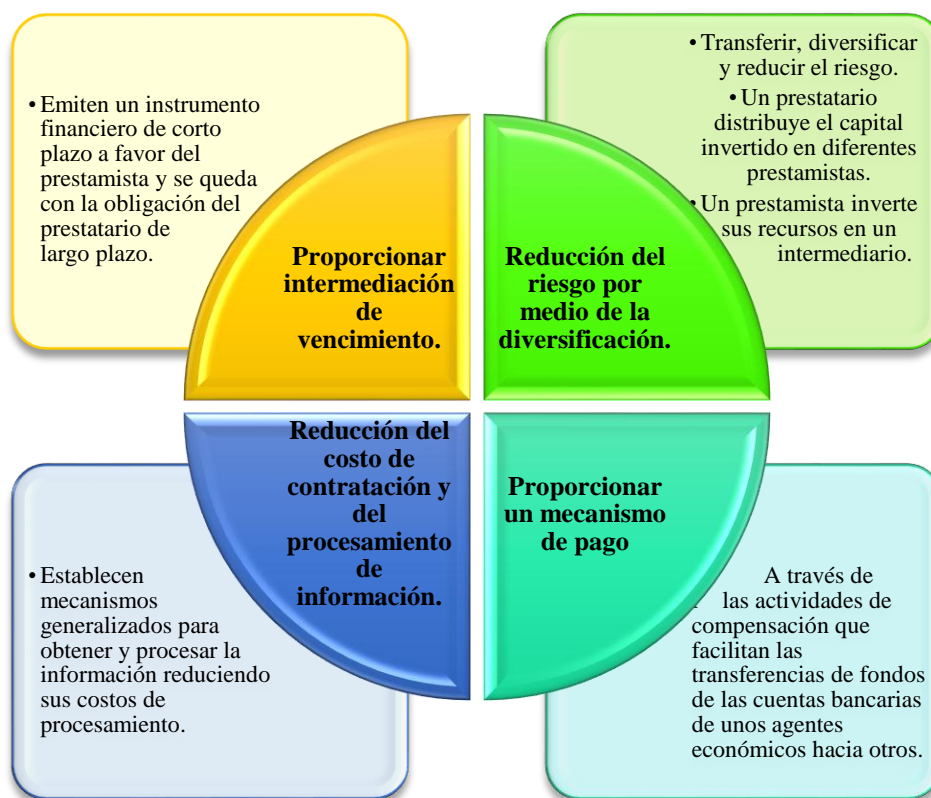 • Emiten un instrumento
financiero de corto
plazo a favor del
prestamista y se queda
con la obligación del
prestatario de
largo plazo.
• Transferir, diversificar
y reducir el riesgo.
• Un prestatario
distribuye el capital
invertido en diferentes
prestamistas.
• Un prestamista invierte
sus recursos en un
intermediario.
Proporcionar
intermediación
de
vencimiento.
Reducción del
riesgo por
medio de la
diversificación.
Reducción del
costo de
contratación y
del
procesamiento
de
información.
Proporcionar
un mecanismo
de pago
• Establecen
mecanismos
generalizados para
obtener y procesar la
información reduciendo
sus costos de
procesamiento.
A través de
las actividades de
compensación que
facilitan las
transferencias de fondos
de las cuentas bancarias
de unos agentes
económicos hacia otros.